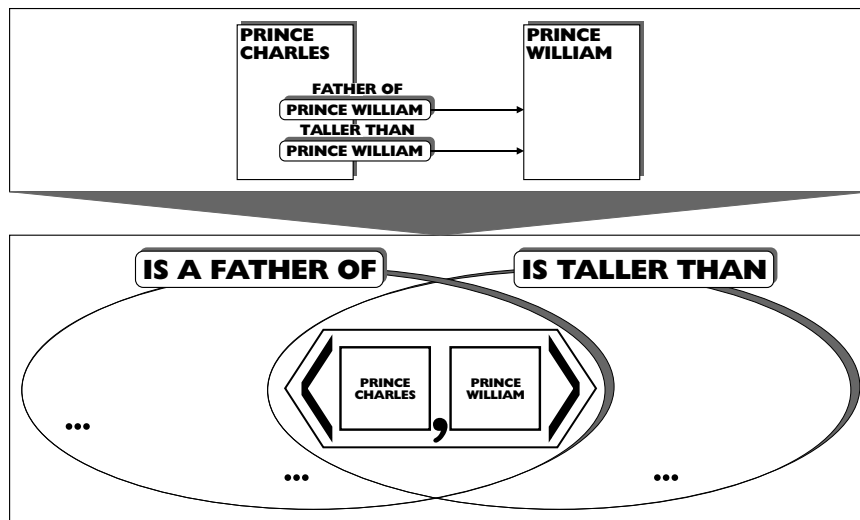 PRINCE
CHARLES
PRINCE
WILLIAM
FATHER OF
PRINCE WILLIAM
TALLER THAN
PRINCE WILLIAM
IS A FATHER OF
IS TALLER THAN
PRINCE
CHARLES
,
PRINCE
WILLIAM
...
...
...